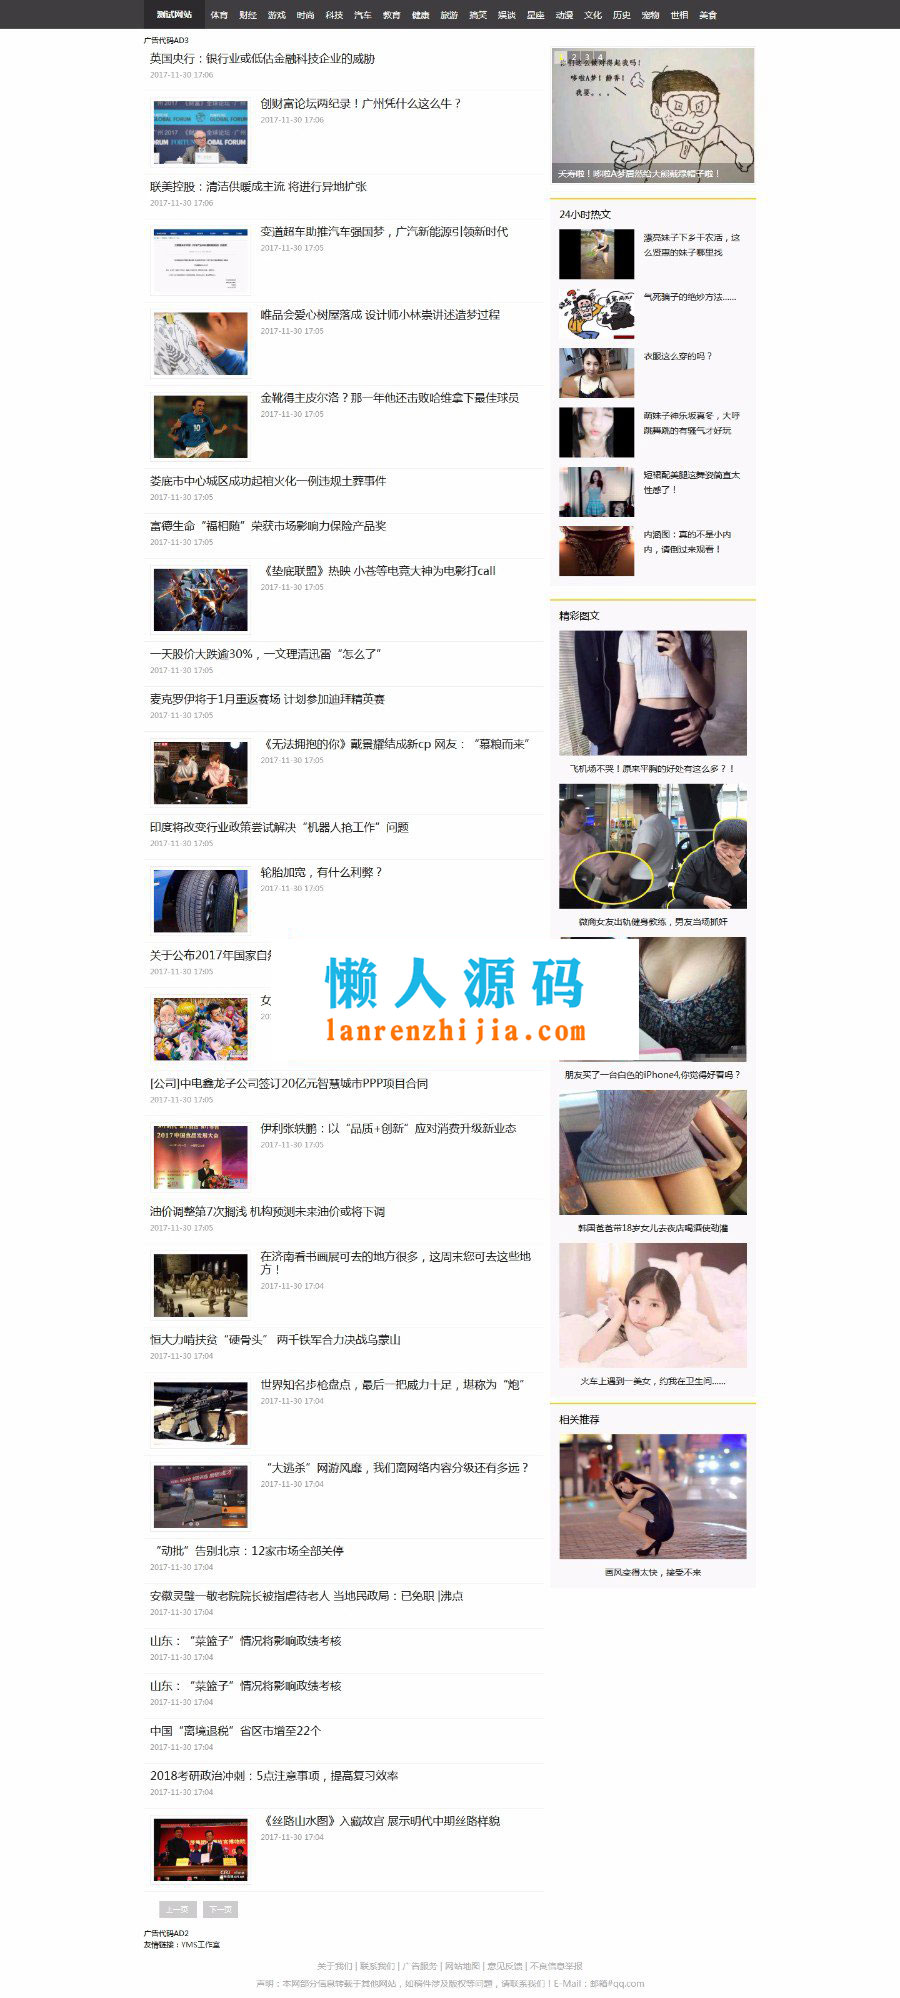 测试网站 体育 财经 游戏 时尚 科技 汽车 教育 健康 旅游 搞笑 娱谈 星座 动漫 文化 历史 宠物 世相 美食
广告代码AD3
英国央行：银行业或低估金融科技企业的威胁
2017-11-30 17:06
创财富论坛两纪录！广州凭什么这么牛？
2017-11-30 17:06
联美控股：清洁供暖成主流 将进行异地扩张
2017-11-30 17:06
变道超车助推汽车强国梦，广汽新能源引领新时代
2017-11-30 17:05
唯品会爱心树屋落成 设计师小林崇讲述造梦过程
2017-11-30 17:05
金靴得主皮尔洛？那一年他还击败哈维拿下最佳球员
2017-11-30 17:05
娄底市中心城区成功起棺火化一例违规土葬事件
2017-11-30 17:05
富德生命“福相随”荣获市场影响力保险产品奖
2017-11-30 17:05
《垫底联盟》热映 小苍等电竞大神为电影打call
2017-11-30 17:05
一天股价大跌逾30%，一文理清迅雷“怎么了”
2017-11-30 17:05
麦克罗伊将于1月重返赛场 计划参加迪拜精英赛
2017-11-30 17:05
《无法拥抱的你》戴景耀结成新cp 网友：“慕粮而来”
2017-11-30 17:05
印度将改变行业政策尝试解决“机器人抢工作”问题
2017-11-30 17:05
轮胎加宽，有什么利弊？
2017-11-30 17:05
关于公布2017年国家自然
2017-11-30 17:05
女
[公司]中电鑫龙子公司签订20亿元智慧城市PPP项目合同
2017-11-30 17:05
伊利张轶鹏：以“品质+创新”应对消费升级新业态
2017-11-30 17:05
油价调整第7次搁浅 机构预测未来油价或将下调
2017-11-30 17:05
在济南看书画展可去的地方很多，这周末您可去这些地
方！
2017-11-30 17:04
恒大力啃扶贫“硬骨头” 两千铁军合力决战乌蒙山
2017-11-30 17:04
世界知名步枪盘点，最后一把威力十足，堪称为“炮”
2017-11-30 17:04
“大逃杀”网游风靡，我们离网络内容分级还有多远？
2017-11-30 17:04
“动批”告别北京：12家市场全部关停
2017-11-30 17:04
安徽灵璧一敬老院院长被指虐待老人 当地民政局：已免职 |沸点
2017-11-30 17:04
山东：“菜篮子”情况将影响政绩考核
2017-11-30 17:04
山东：“菜篮子”情况将影响政绩考核
2017-11-30 17:04
中国“离境退税”省区市增至22个
2017-11-30 17:04
2018考研政治冲刺：5点注意事项，提高复习效率
2017-11-30 17:04
《丝路山水图》入藏故宫 展示明代中期丝路样貌
2017-11-30 17:04
上一页 下一页
1 2 3 4
哆啦A梦！静香！
我要。。。
天寿啦！哆啦A梦居然给大熊戴绿帽子啦！
24小时热文
漂亮妹子下乡干农活，这
么贤惠的妹子哪里找
气死骗子的绝妙方法......
衣服这么穿的吗？
萌妹子神乐坂真冬，大呼
跳舞跳的有骚气才好玩
短裙配美腿这舞姿简直太
性感了！
内涵图：真的不是小内
内，请倒过来观看！
精彩图文
飞机场不哭！原来平胸的好处有这么多？！
微商女友出轨健身教练，男友当场抓奸
朋友买了一台白色的iPhone4,你觉得好看吗？
韩国爸爸带18岁女儿去夜店喝酒使劲灌
火车上遇到一美女，约我在卫生间......
相关推荐
画风变得太快，接受不来
懒人源码
lanrenzhijia.com
广告代码AD2
友情链接：YMS工作室
关于我们 | 联系我们 | 广告服务 | 网站地图 | 意见反馈 | 不良信息举报
声明：本网部分信息转载于其他网站，如稿件涉及版权等问题，请联系我们！E-Mail：邮箱#qq.com